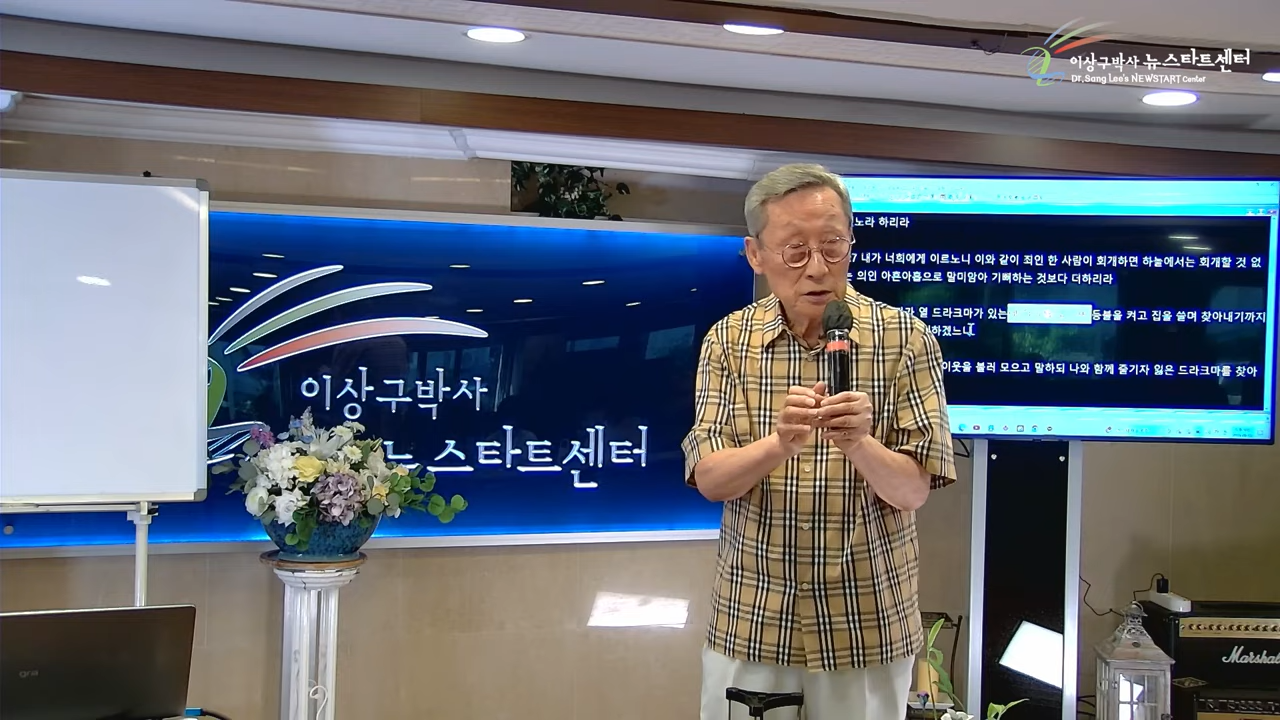 이상구박사 뉴스타트센터
Dr. Sang Lee's NEWSTART Center
노라 하리라
7 내가 너희에게 이르노니 이와 같이 죄인 한 사람이 회개하면 하늘에서는 회개할 것 없
의인 아흔아홉으로 말미암아 기뻐하는 것보다 더하리라
열 드라크마가 있는
등불을 켜고 집을 쓸며 찾아내기까지
하겠느냐
이웃을 불러 모으고 말하되 나와 함께 즐기자 잃은 드라크마를 찾아
이상구박사
뉴스타트센터
gram
Marshall